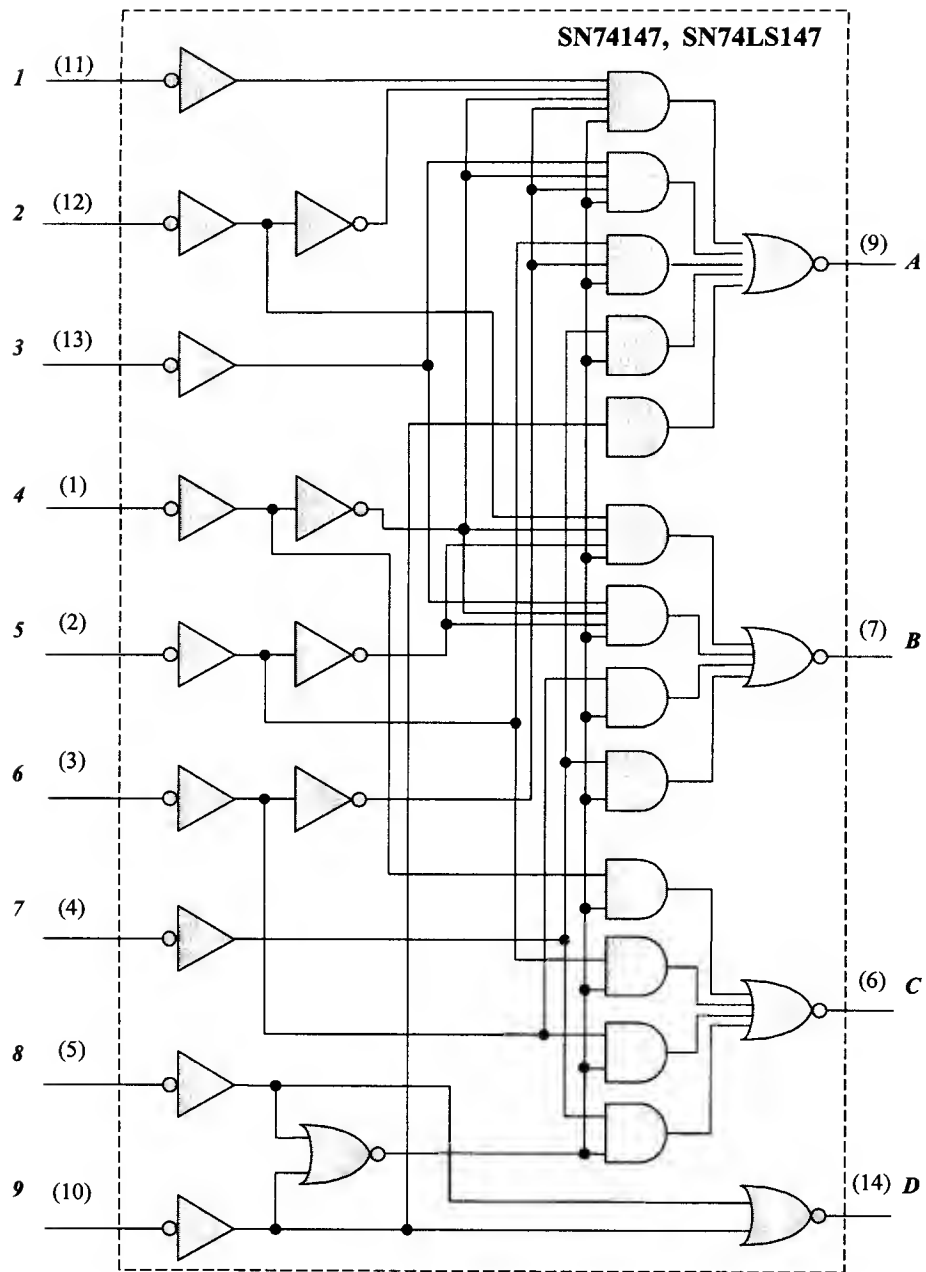 SN74147, SN74LS147
1 (11)
2 (12)
(9) A
3 (13)
4 (1)
5 (2)
(7) B
6 (3)
7 (4)
(6) C
8 (5)
9 (10)
(14) D